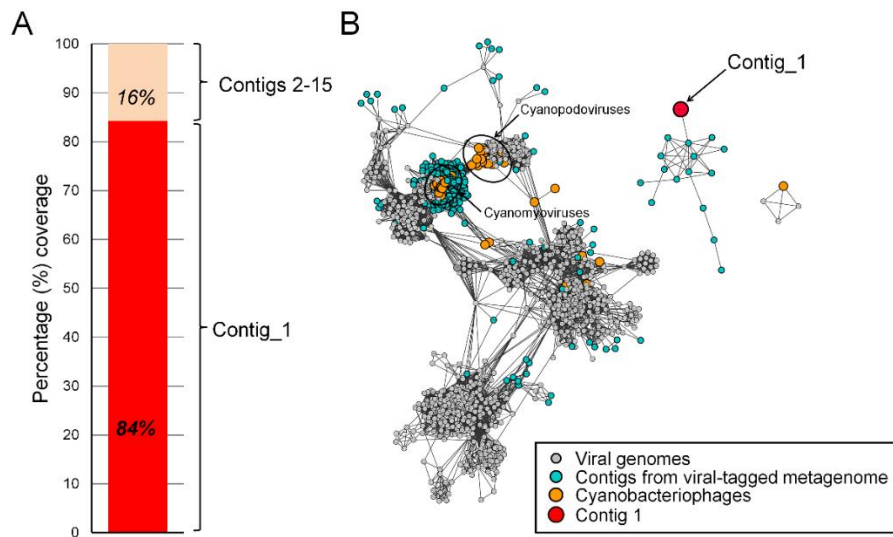 A
Percentage (%) coverage
100
90
80
70
60
50
40
30
20
10
0
16%
84%
Contigs 2-15
Contig_1
B
Contig_1
Cyanopodoviruses
Cyanomyoviruses
Viral genomes
Contigs from viral-tagged metagenome
Cyanobacteriophages
Contig 1